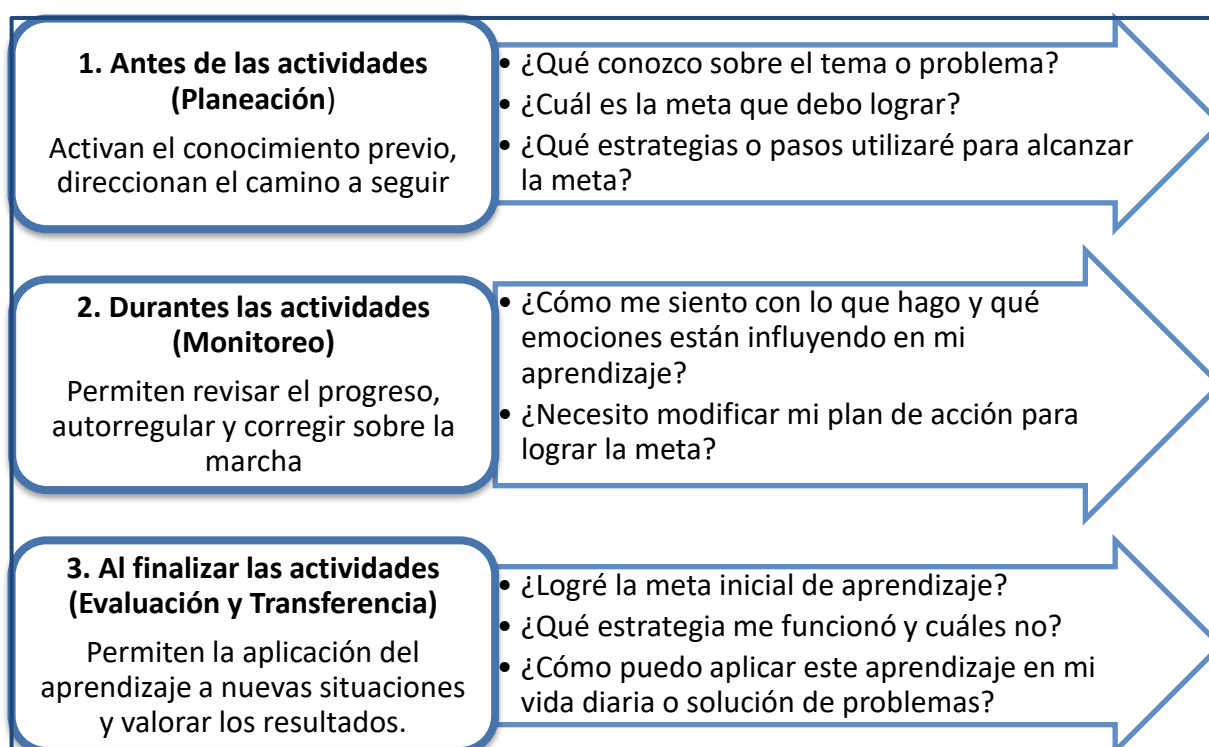 1. Antes de las actividades
(Planeación)
Activan el conocimiento previo,
direccionan el camino a seguir
• ¿Qué conozco sobre el tema o problema?
• ¿Cuál es la meta que debo lograr?
• ¿Qué estrategias o pasos utilizaré para alcanzar
la meta?
2. Durantes las actividades
(Monitoreo)
Permiten revisar el progreso,
autorregular y corregir sobre la
marcha
• ¿Cómo me siento con lo que hago y qué
emociones están influyendo en mi
aprendizaje?
• ¿Necesito modificar mi plan de acción para
lograr la meta?
3. Al finalizar las actividades
(Evaluación y Transferencia)
Permiten la aplicación del
aprendizaje a nuevas situaciones
y valorar los resultados.
• ¿Logré la meta inicial de aprendizaje?
• ¿Qué estrategia me funcionó y cuáles no?
• ¿Cómo puedo aplicar este aprendizaje en mi
vida diaria o solución de problemas?